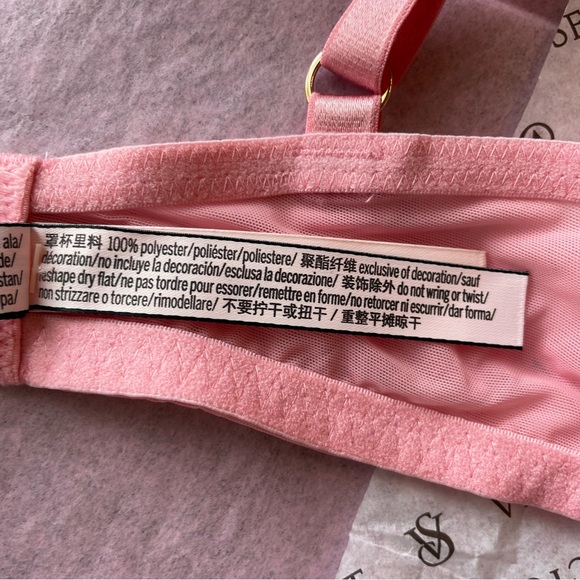 ala/
de/
stan/
pa/
罩杯里料 100% polyester/poliéster/poliestere/ 聚酯纤维 exclusive of decoration/sauf
décoration/no incluye la decoración/esclusa la decorazione/ 装饰除外 do not wring or twist/
reshape dry flat/ne pas tordre pour essorer/remettre en forme/no retorcer ni escurrir/dar forma/
non strizzare o torcere/rimodellare/ 不要拧干或扭干 / 重整平摊晾干
VS